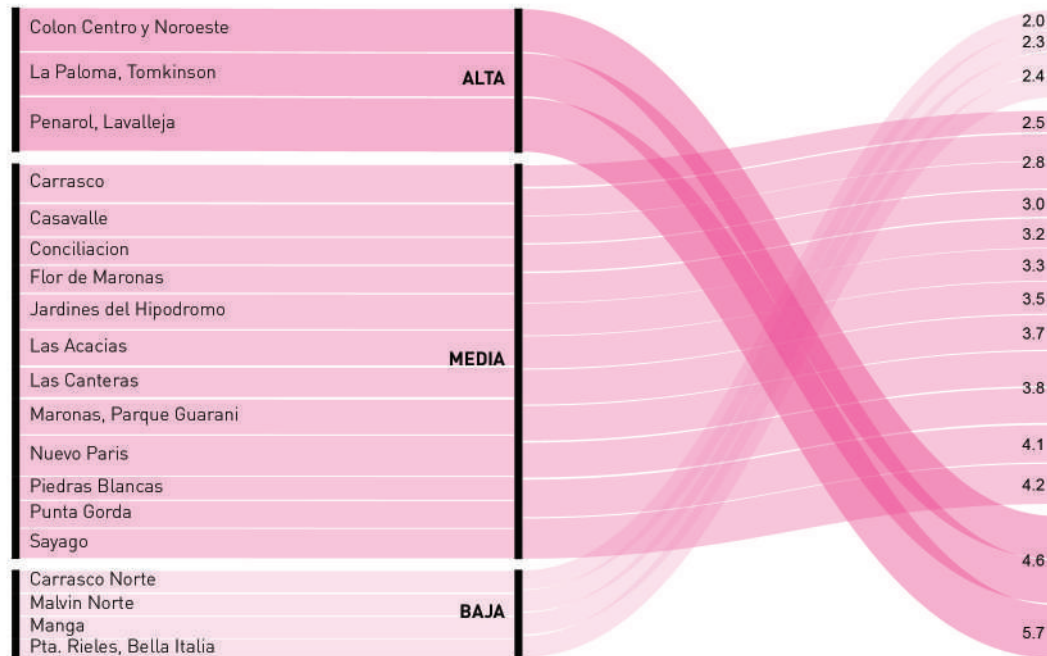 Colon Centro y Noroeste
La Paloma, Tomkinson
ALTA
Penarol, Lavalleja
Carrasco
Casavalle
Conciliacion
Flor de Maronas
Jardines del Hipodromo
Las Acacias
MEDIA
Las Canteras
Maronas, Parque Guarani
Nuevo Paris
Piedras Blancas
Punta Gorda
Sayago
Carrasco Norte
Malvin Norte
BAJA
Manga
Pta. Rieles, Bella Italia
2.0
2.3
2.4
2.5
2.8
3.0
3.2
3.3
3.5
3.7
3.8
4.1
4.2
4.6
5.7